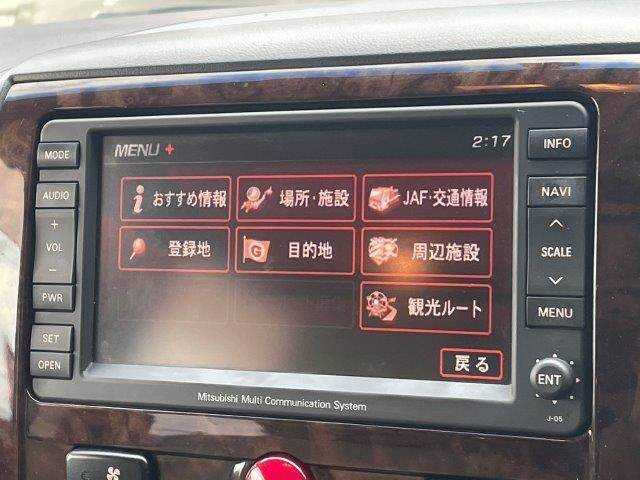 MENU
2:17
MODE
AUDIO
+
VOL
−
PWR
SET
OPEN
おすすめ情報
場所・施設
JAF・交通情報
登録地
G
目的地
周辺施設
観光ルート
戻る
INFO
NAVI
SCALE
MENU
ENT
J-05
Mitsubishi Multi Communication System